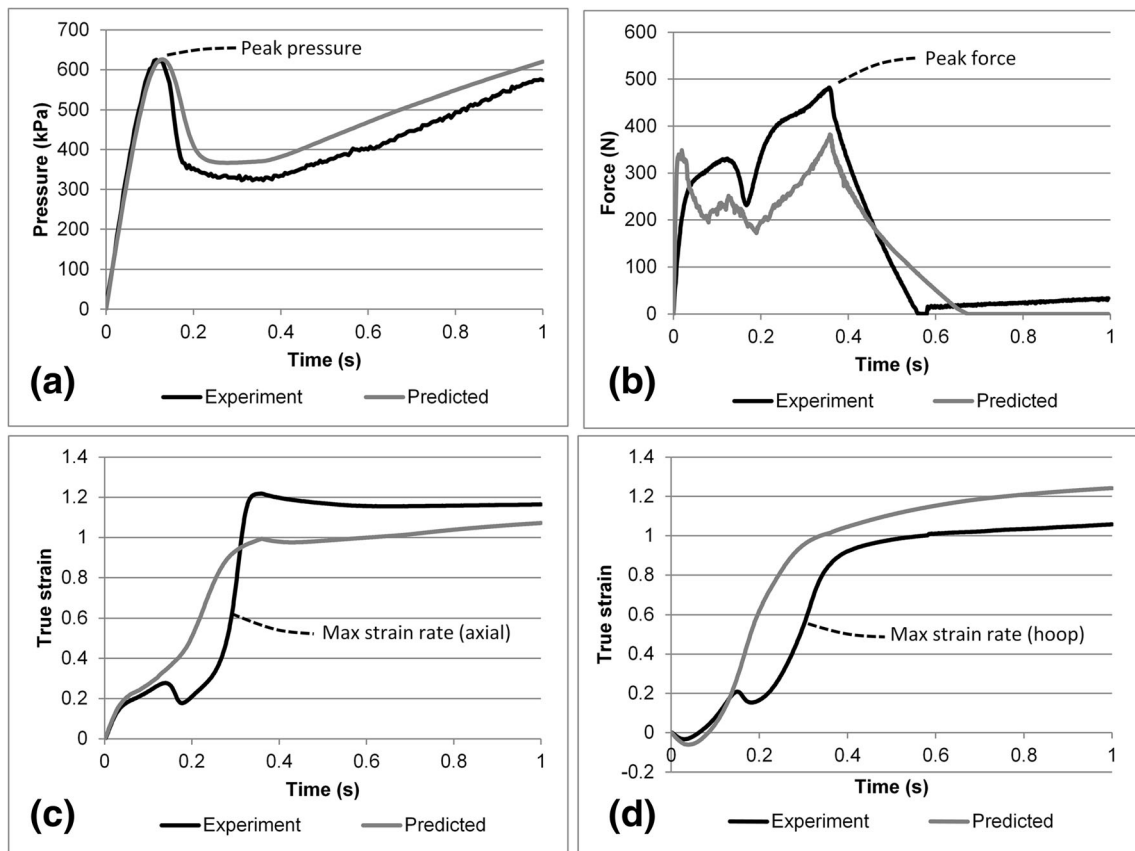 700
600
500
400
300
200
100
0
Pressure (kPa)
Peak pressure
0 0.2 0.4 0.6 0.8 1
Time (s)
(a)
Experiment Predicted
600
500
400
300
200
100
0
Force (N)
Peak force
0 0.2 0.4 0.6 0.8 1
Time (s)
(b)
Experiment Predicted
1.4
1.2
1
0.8
0.6
0.4
0.2
0
True strain
Max strain rate (axial)
0 0.2 0.4 0.6 0.8 1
Time (s)
(c)
Experiment Predicted
1.4
1.2
1
0.8
0.6
0.4
0.2
0
-0.2
True strain
Max strain rate (hoop)
0 0.2 0.4 0.6 0.8 1
Time (s)
(d)
Experiment Predicted